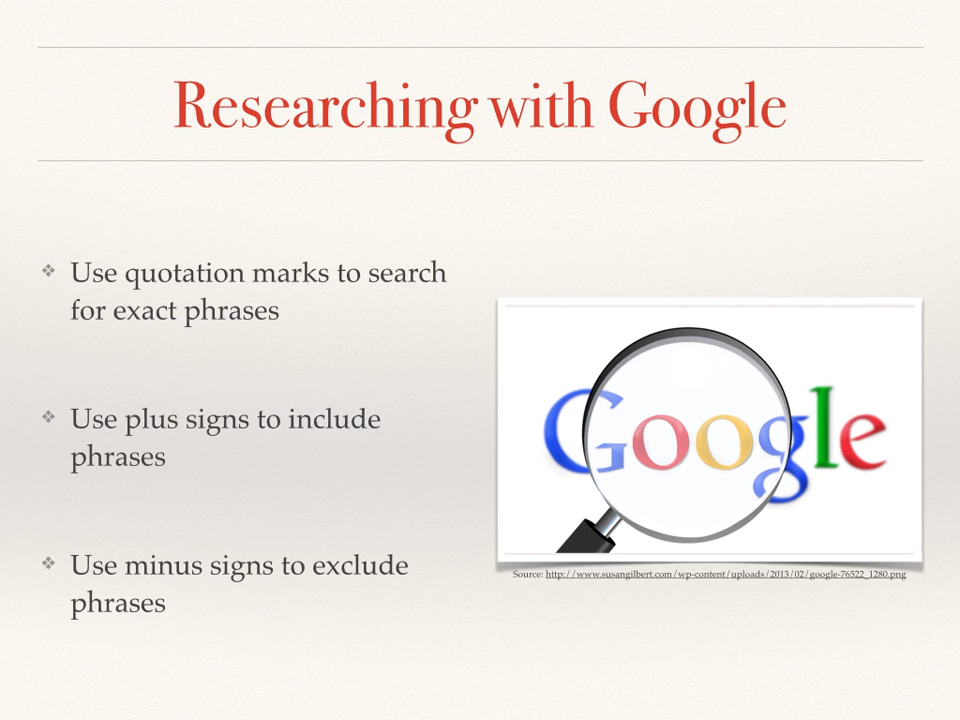 Researching with Google
❖ Use quotation marks to search
for exact phrases
❖ Use plus signs to include
phrases
❖ Use minus signs to exclude
phrases
Google
Source: http://www.susangilbert.com/wp-content/uploads/2013/02/google-76522_1280.png